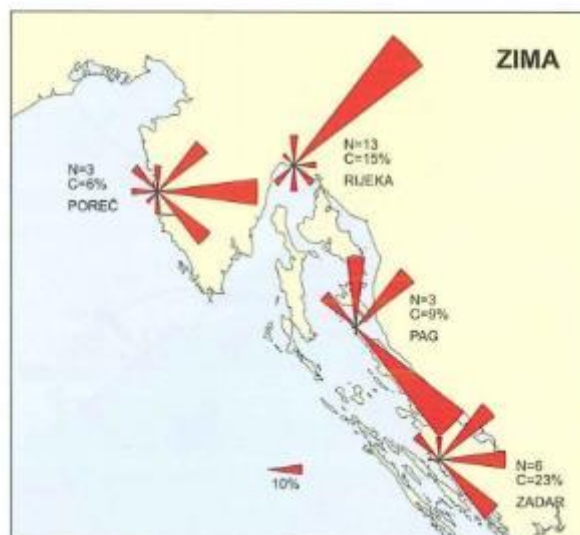 ZIMA
N=13
C=15%
RIJEKA
N=3
C=6%
POREČ
N=3
C=9%
PAG
N=6
C=23%
ZADAR
10%